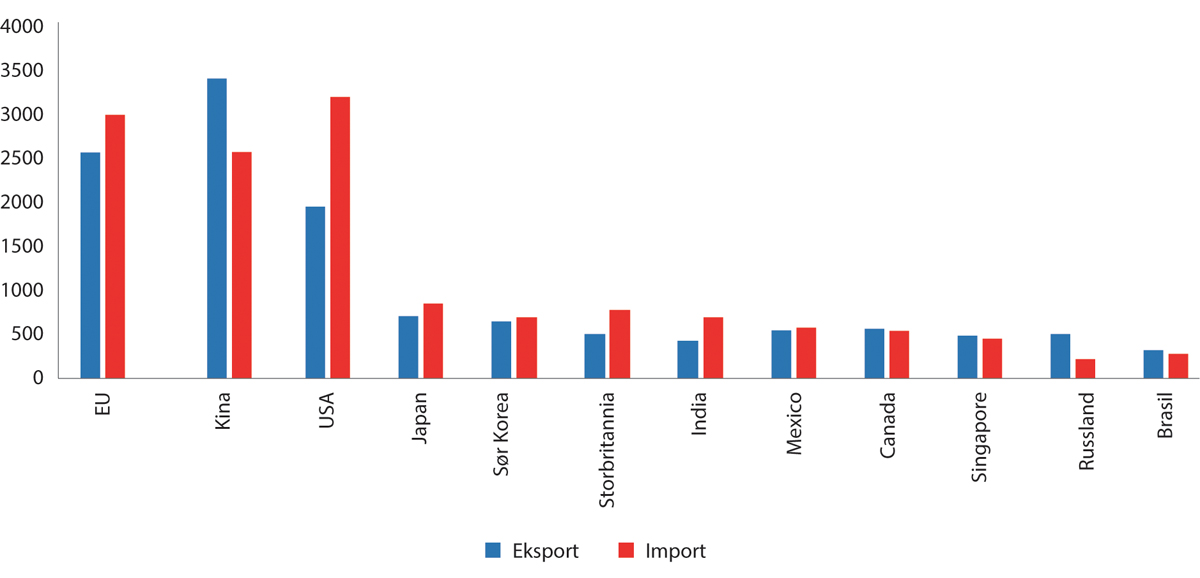 4000
3500
3000
2500
2000
1500
1000
500
0
EU
Kina
USA
Japan
Sør Korea
Storbritannia
India
Mexico
Canada
Singapore
Russland
Brasil
Eksport
Import